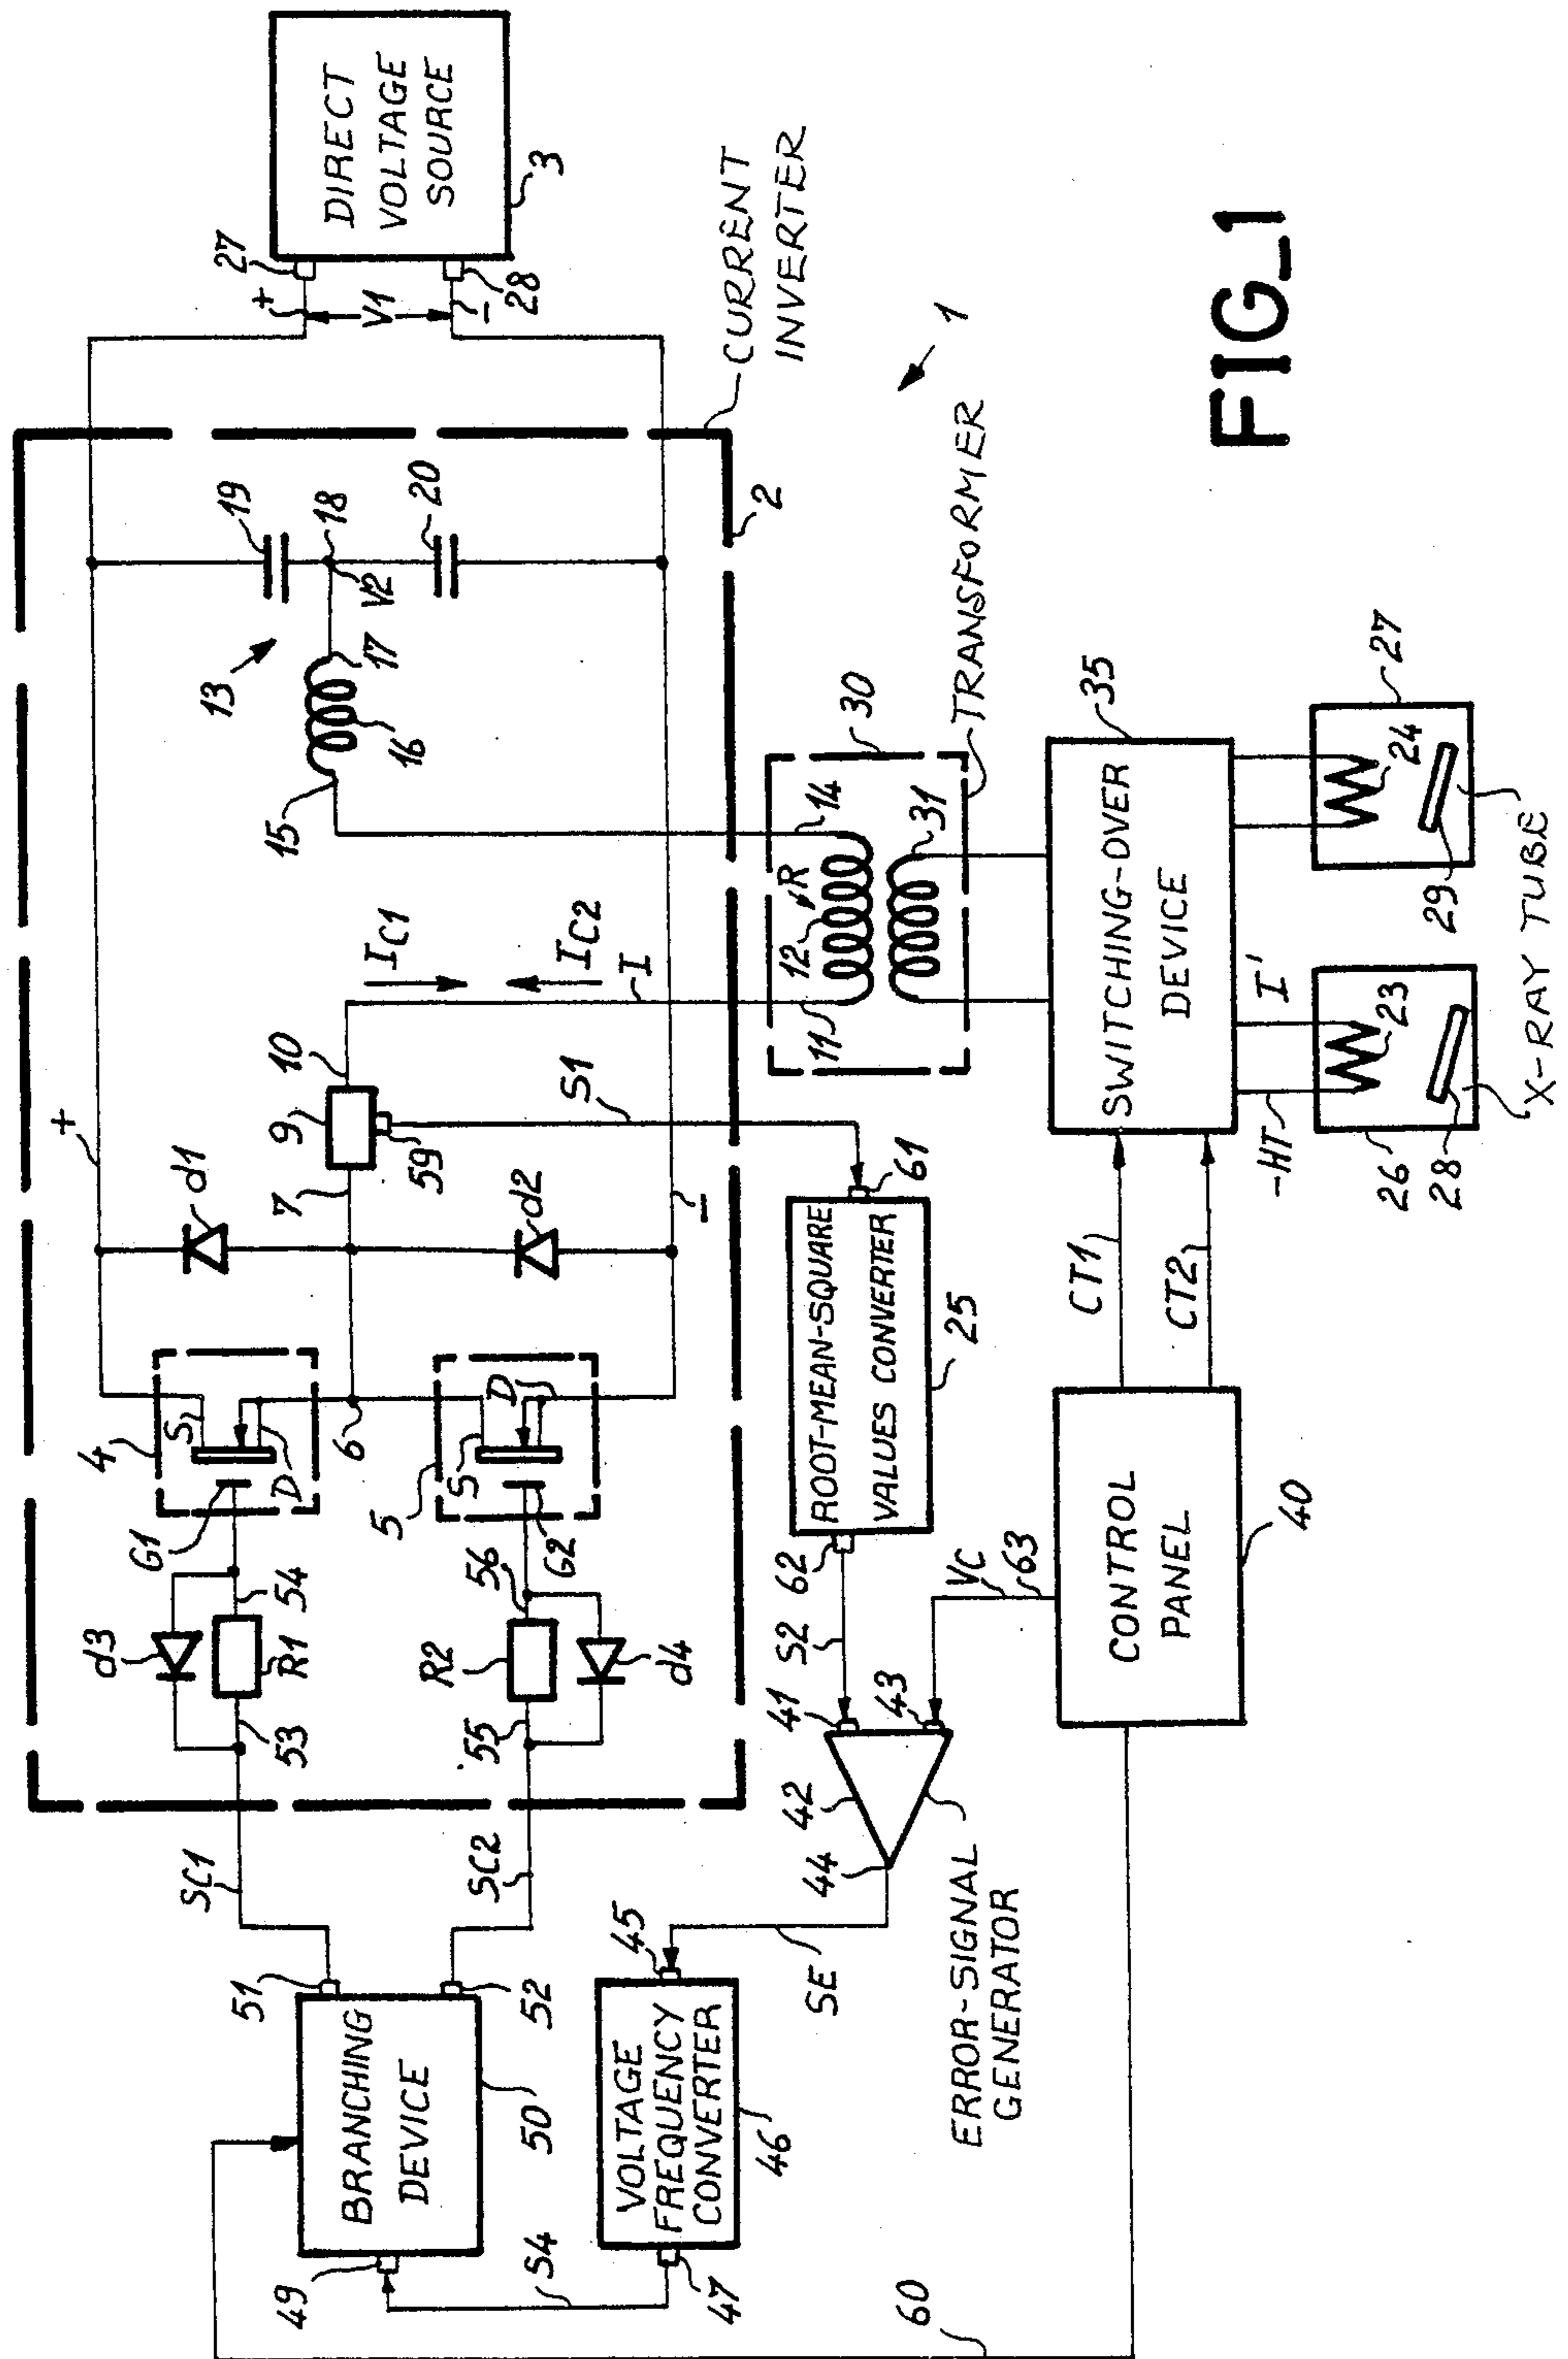 DIRECT
VOLTAGE
SOURCE
3
27
28
+
V1
−
CURRENT
INVERTER
1
2
19
18
V2
20
13
17
16
15
+
−
d1
d2
7
9
10
59
S1
IC1
IC2
I
4
S
G1
D
6
5
S
D
G2
d3
54
R1
53
R2
56
55
d4
SC1
SC2
51
52
BRANCHING
DEVICE
50
49
S4
VOLTAGE
FREQUENCY
CONVERTER
45
46
47
SE
ERROR-SIGNAL
GENERATOR
41
42
43
44
S2
62
61
ROOT-MEAN-SQUARE
VALUES CONVERTER
25
VC
63
CONTROL
PANEL
40
60
CT1
CT2
TRANSFORMER
30
14
12
R
11
31
SWITCHING-OVER
DEVICE
35
-HT
I'
23
26
28
24
27
29
X-RAY TUBE
FIG_1